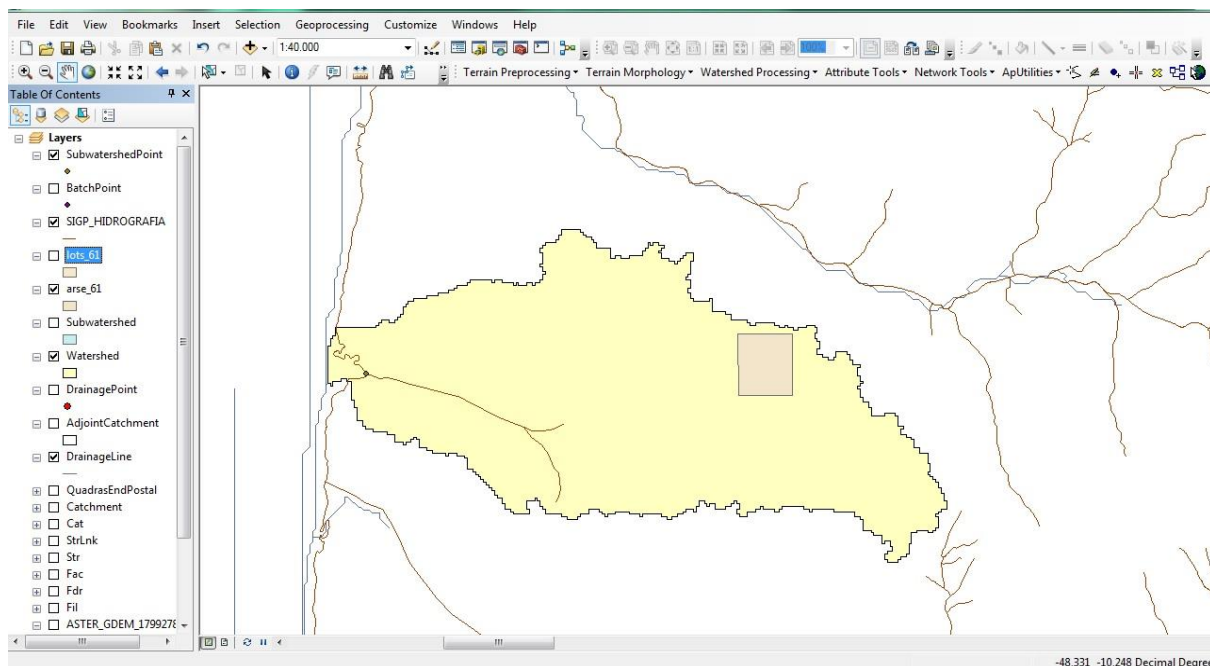 File Edit View Bookmarks Insert Selection Geoprocessing Customize Windows Help
1:40.000
100%
Terrain Preprocessing Terrain Morphology Watershed Processing Attribute Tools Network Tools ApUtilities
Table Of Contents
Layers
SubwatershedPoint
BatchPoint
SIGP_HIDROGRAFIA
lots_61
arse_61
Subwatershed
Watershed
DrainagePoint
AdjointCatchment
DrainageLine
QuadrasEndPostal
Catchment
Cat
StrLnk
Str
Fac
Fdr
Fil
ASTER_GDEM_1799278
-48.331 -10.248 Decimal Degree